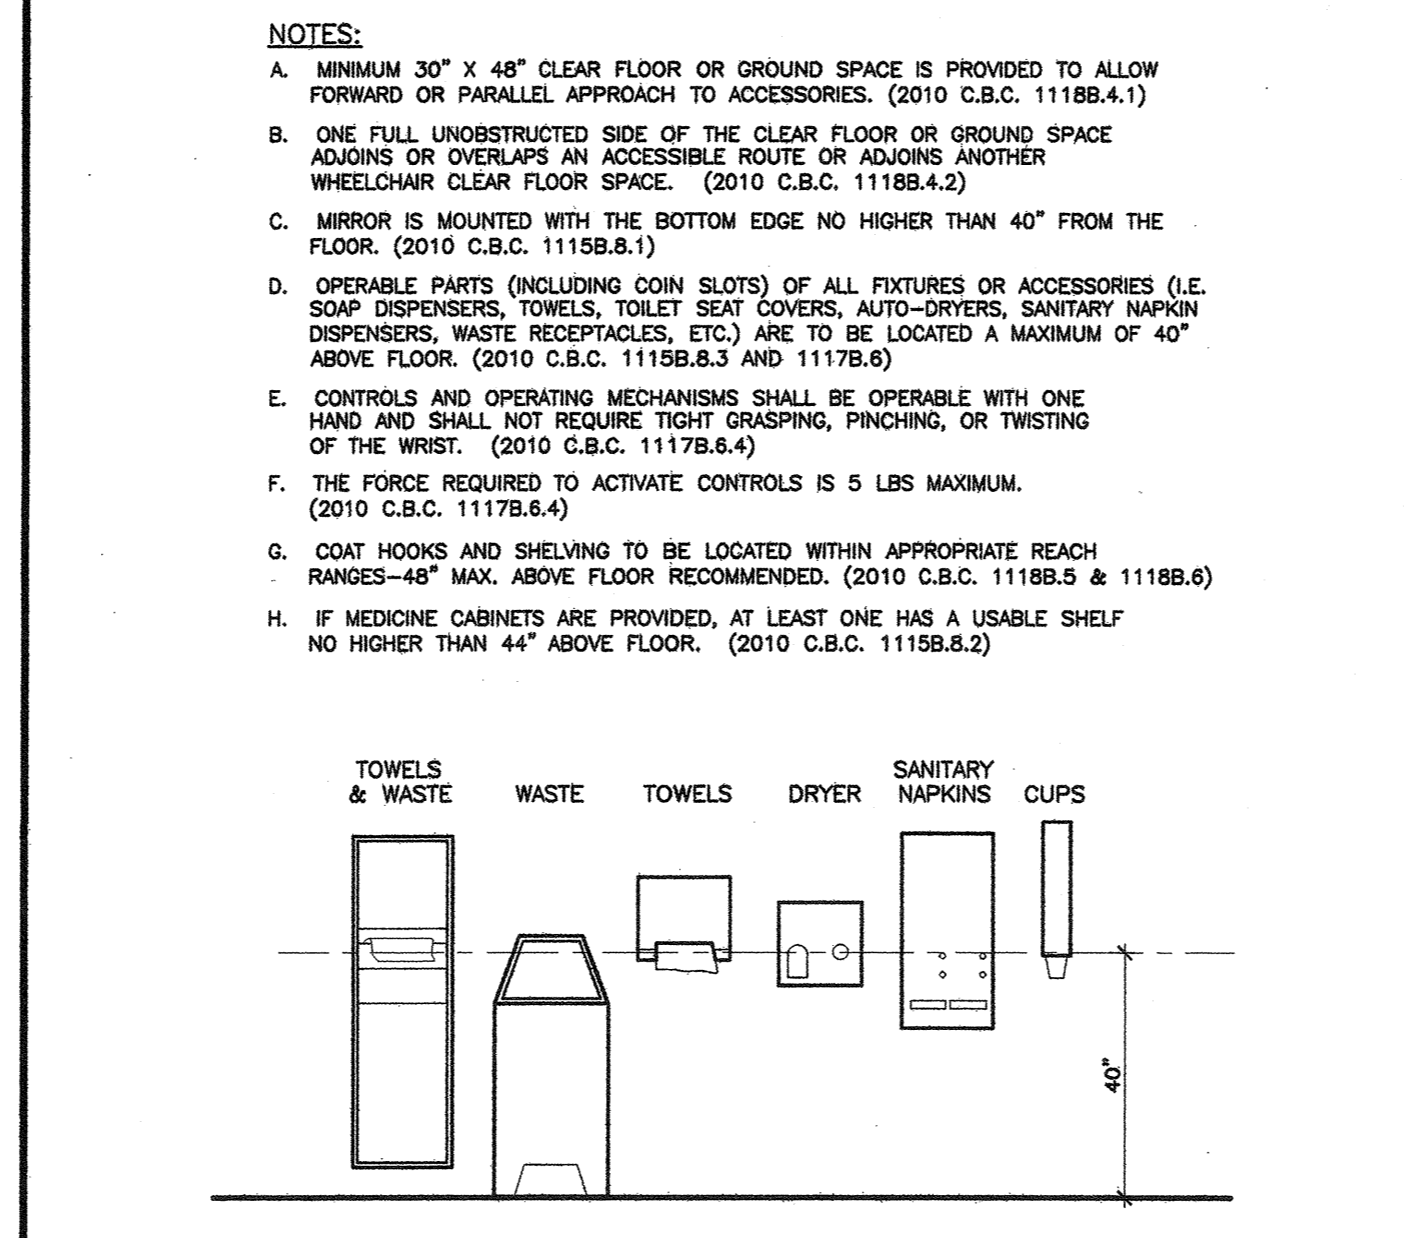 NOTES:
A. MINIMUM 30" X 48" CLEAR FLOOR OR GROUND SPACE IS PROVIDED TO ALLOW
FORWARD OR PARALLEL APPROACH TO ACCESSORIES. (2010 C.B.C. 1118B.4.1)
B. ONE FULL UNOBSTRUCTED SIDE OF THE CLEAR FLOOR OR GROUND SPACE
ADJOINS OR OVERLAPS AN ACCESSIBLE ROUTE OR ADJOINS ANOTHER
WHEELCHAIR CLEAR FLOOR SPACE. (2010 C.B.C. 1118B.4.2)
C. MIRROR IS MOUNTED WITH THE BOTTOM EDGE NO HIGHER THAN 40" FROM THE
FLOOR. (2010 C.B.C. 1115B.8.1)
D. OPERABLE PARTS (INCLUDING COIN SLOTS) OF ALL FIXTURES OR ACCESSORIES (I.E.
SOAP DISPENSERS, TOWELS, TOILET SEAT COVERS, AUTO-DRYERS, SANITARY NAPKIN
DISPENSERS, WASTE RECEPTACLES, ETC.) ARE TO BE LOCATED A MAXIMUM OF 40"
ABOVE FLOOR. (2010 C.B.C. 1115B.8.3 AND 1117B.6)
E. CONTROLS AND OPERATING MECHANISMS SHALL BE OPERABLE WITH ONE
HAND AND SHALL NOT REQUIRE TIGHT GRASPING, PINCHING, OR TWISTING
OF THE WRIST. (2010 C.B.C. 1117B.6.4)
F. THE FORCE REQUIRED TO ACTIVATE CONTROLS IS 5 LBS MAXIMUM.
(2010 C.B.C. 1117B.6.4)
G. COAT HOOKS AND SHELVING TO BE LOCATED WITHIN APPROPRIATE REACH
RANGES-48" MAX. ABOVE FLOOR RECOMMENDED. (2010 C.B.C. 1118B.5 & 1118B.6)
H. IF MEDICINE CABINETS ARE PROVIDED, AT LEAST ONE HAS A USABLE SHELF
NO HIGHER THAN 44" ABOVE FLOOR. (2010 C.B.C. 1115B.8.2)
TOWELS
& WASTE
WASTE
TOWELS
DRYER
SANITARY
NAPKINS
CUPS
40"